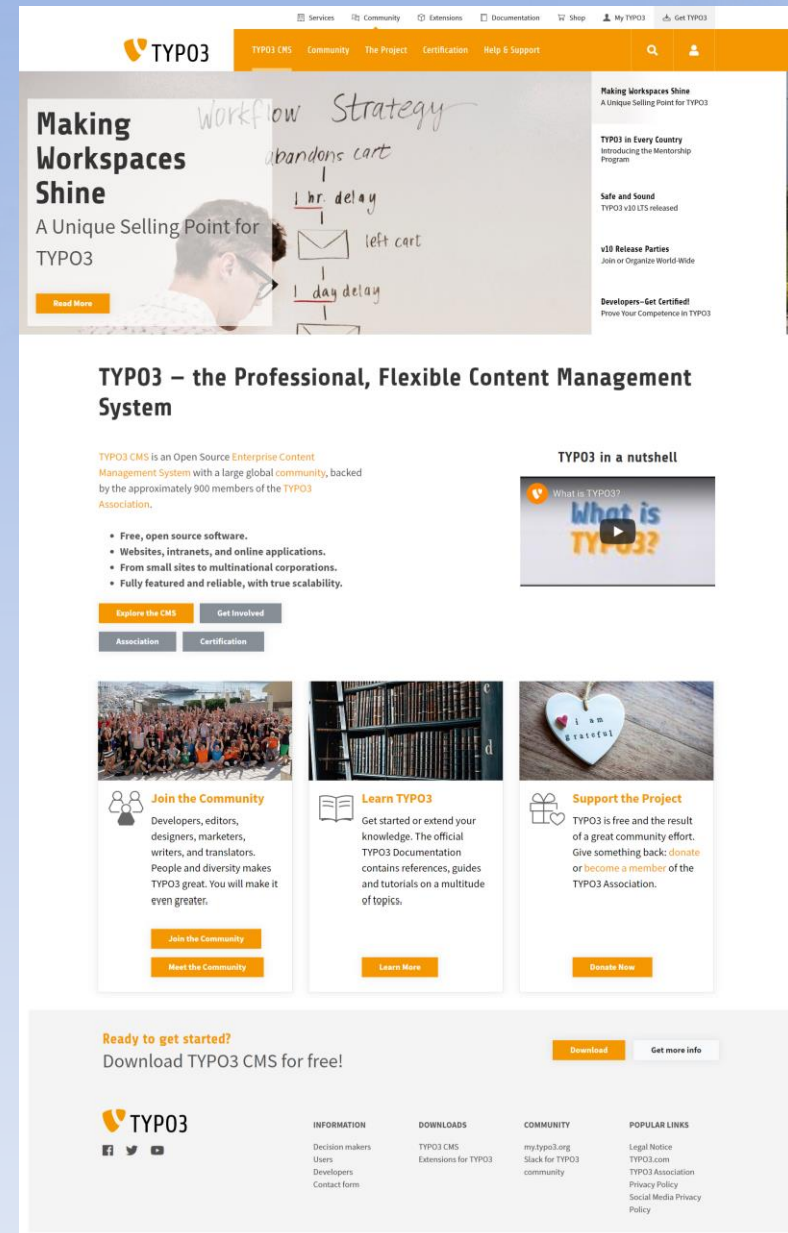 Services Community Extensions Documentation Shop My TYPO3 Get TYPO3
TYPO3
TYPO3 CMS Community The Project Certification Help & Support
Making
Workspaces
Shine
A Unique Selling Point for
TYPO3
Read More
Workflow Strategy
abandons cart
1 hr. delay
left cart
1 day delay
Making Workspaces Shine
A Unique Selling Point for TYPO3
TYPO3 in Every Country
Introducing the Mentorship
Program
Safe and Sound
TYPO3 v10 LTS released
v10 Release Parties
Join or Organize World-Wide
Developers—Get Certified!
Prove Your Competence in TYPO3
TYPO3 — the Professional, Flexible Content Management
System
TYPO3 CMS is an Open Source Enterprise Content
Management System with a large global community, backed
by the approximately 900 members of the TYPO3
Association.
• Free, open source software.
• Websites, intranets, and online applications.
• From small sites to multinational corporations.
• Fully featured and reliable, with true scalability.
Explore the CMS Get Involved
Association Certification
TYPO3 in a nutshell
What is TYPO3?
What is
TYPO3?
c
d
i am
grateful
Join the Community
Developers, editors,
designers, marketers,
writers, and translators.
People and diversity makes
TYPO3 great. You will make it
even greater.
Join the Community
Meet the Community
Learn TYPO3
Get started or extend your
knowledge. The official
TYPO3 Documentation
contains references, guides
and tutorials on a multitude
of topics.
Learn More
Support the Project
TYPO3 is free and the result
of a great community effort.
Give something back: donate
or become a member of the
TYPO3 Association.
Donate Now
Ready to get started?
Download TYPO3 CMS for free!
Download Get more info
TYPO3
INFORMATION
Decision makers
Users
Developers
Contact form
DOWNLOADS
TYPO3 CMS
Extensions for TYPO3
COMMUNITY
my.typo3.org
Slack for TYPO3
community
POPULAR LINKS
Legal Notice
TYPO3.com
TYPO3 Association
Privacy Policy
Social Media Privacy
Policy